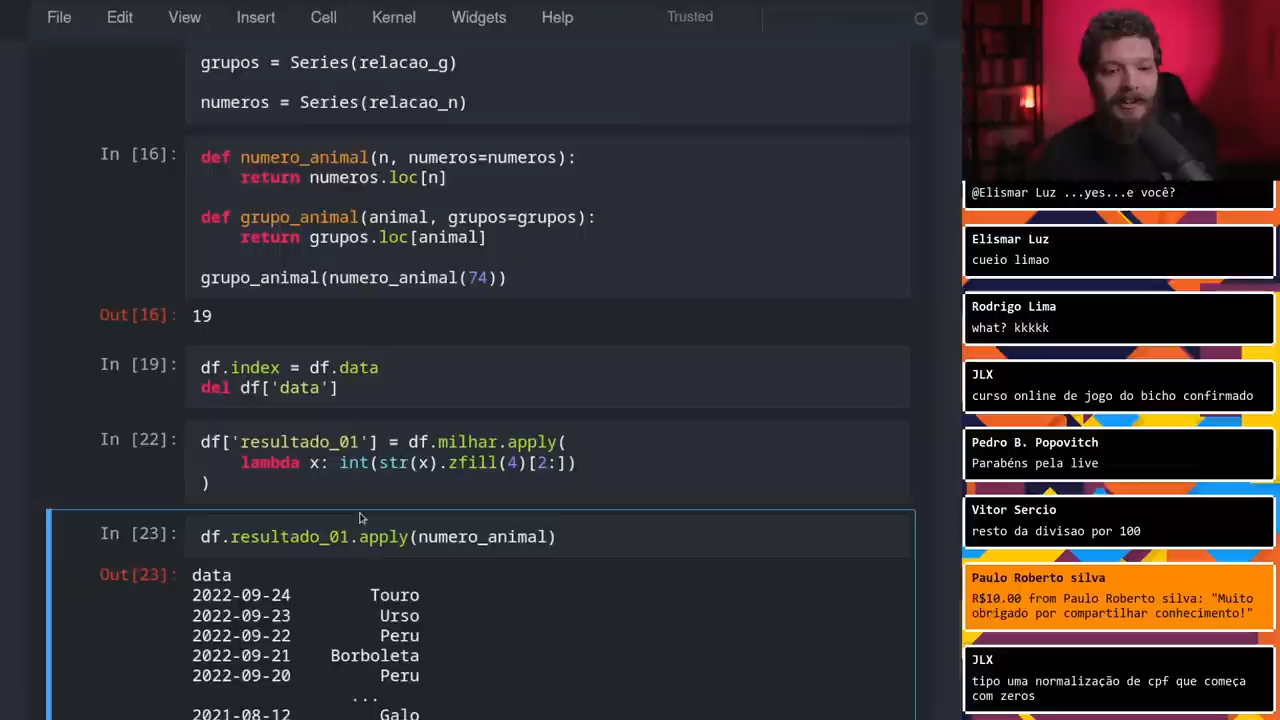 File Edit View Insert Cell Kernel Widgets Help Trusted
grupos = Series(relacao_g)
numeros = Series(relacao_n)
In [16]:
def numero_animal(n, numeros=numeros):
    return numeros.loc[n]
def grupo_animal(animal, grupos=grupos):
    return grupos.loc[animal]
grupo_animal(numero_animal(74))
Out[16]: 19
In [19]:
df.index = df.data
del df['data']
In [22]:
df['resultado_01'] = df.milhar.apply(
    lambda x: int(str(x).zfill(4)[2:])
)
In [23]:
df.resultado_01.apply(numero_animal)
Out[23]:
data
2022-09-24 Touro
2022-09-23 Urso
2022-09-22 Peru
2022-09-21 Borboleta
2022-09-20 Peru
...
2021-08-12 Galo
@Elismar Luz ...yes...e você?
Elismar Luz
cueio limao
Rodrigo Lima
what? kkkkk
JLX
curso online de jogo do bicho confirmado
Pedro B. Popovitch
Parabéns pela live
Vitor Sercio
resto da divisao por 100
Paulo Roberto silva
R$10.00 from Paulo Roberto silva: "Muito
obrigado por compartilhar conhecimento!"
JLX
tipo uma normalização de cpf que começa
com zeros